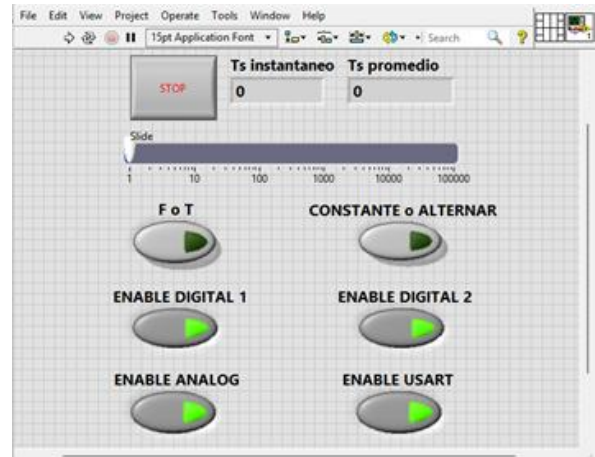 File Edit View Project Operate Tools Window Help
15pt Application Font Search ?
1
Ts instantaneo Ts promedio
STOP 0 0
Slide
1 10 100 1000 10000 100000
F o T CONSTANTE o ALTERNAR
ENABLE DIGITAL 1 ENABLE DIGITAL 2
ENABLE ANALOG ENABLE USART